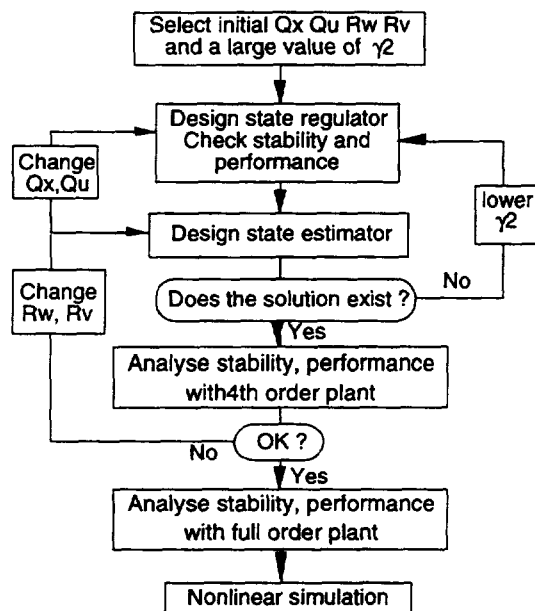 Select initial Qx Qu Rw Rv
and a large value of γ2
Design state regulator
Check stability and
performance
Change
Qx,Qu
lower
γ2
Design state estimator
Change
Rw, Rv
Does the solution exist ?
No
Yes
Analyse stability, performance
with4th order plant
OK ?
No
Yes
Analyse stability, performance
with full order plant
Nonlinear simulation